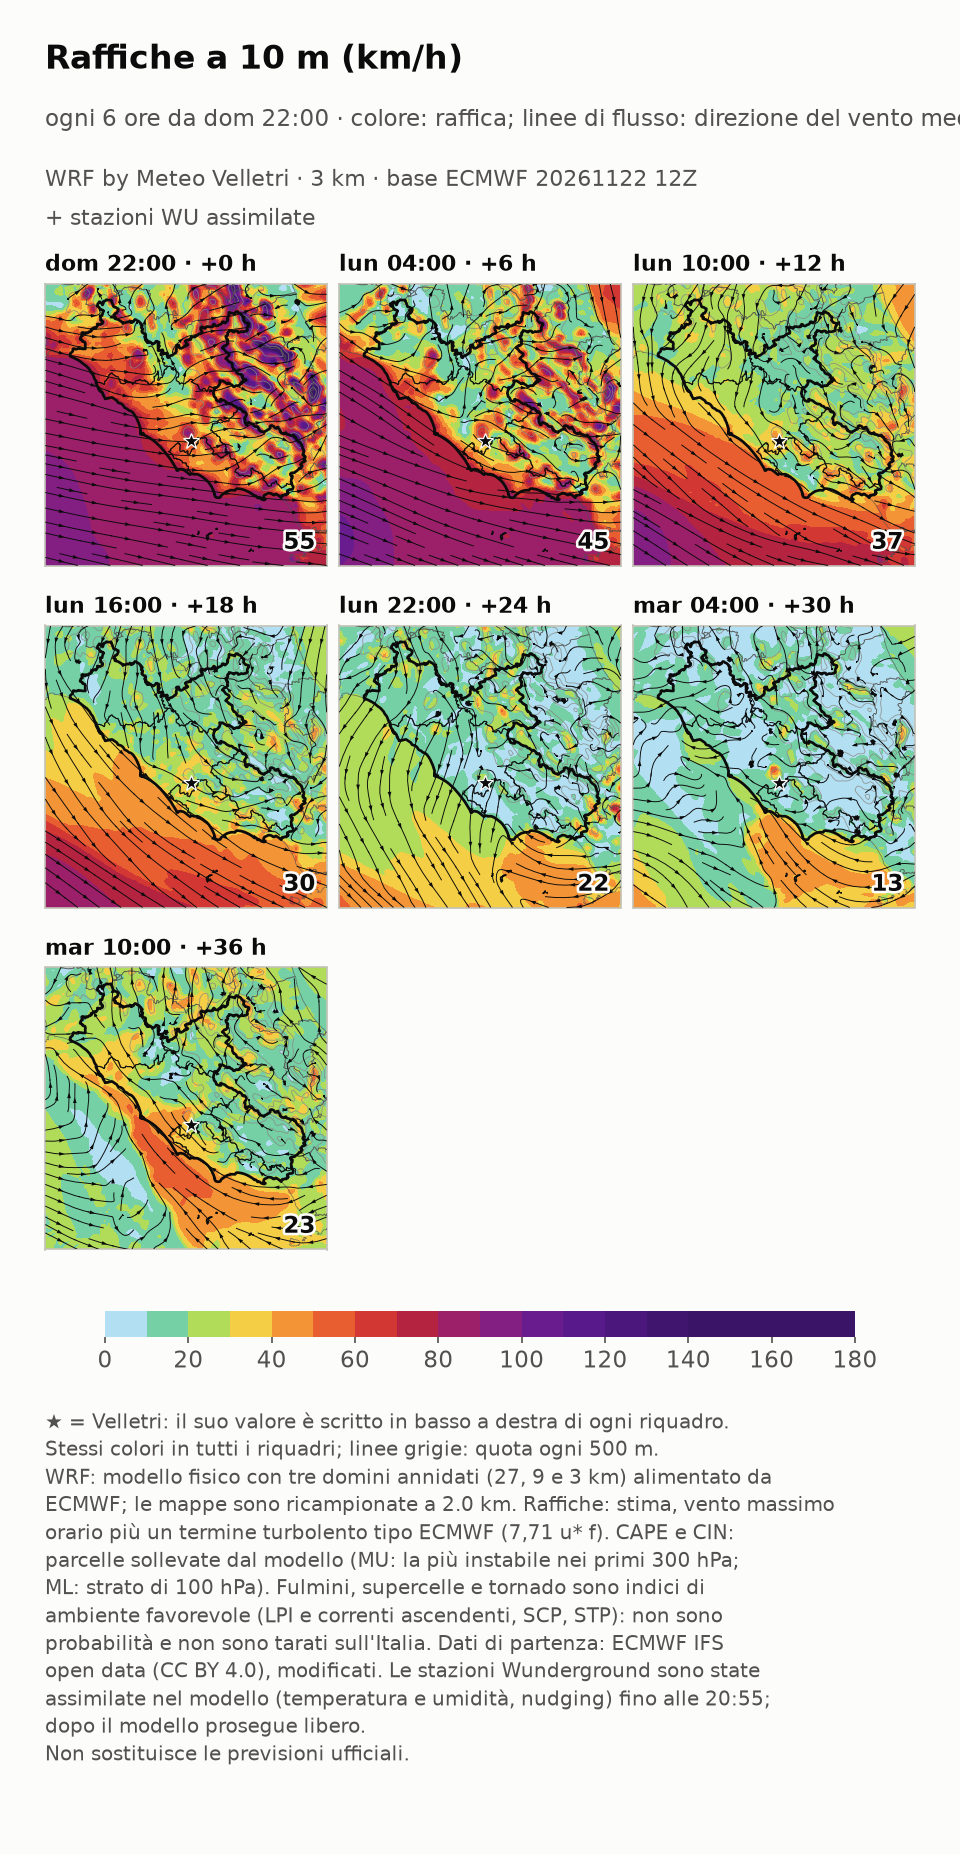 Raffiche a 10 m (km/h)
ogni 6 ore da dom 22:00 · colore: raffica; linee di flusso: direzione del vento
WRF by Meteo Velletri · 3 km · base ECMWF 20261122 12Z
+ stazioni WU assimilate
dom 22:00 · +0 h
lun 04:00 · +6 h
lun 10:00 · +12 h
55
45
37
lun 16:00 · +18 h
lun 22:00 · +24 h
mar 04:00 · +30 h
30
22
13
mar 10:00 · +36 h
23
0 20 40 60 80 100 120 140 160 180
★ = Velletri: il suo valore è scritto in basso a destra di ogni riquadro.
Stessi colori in tutti i riquadri; linee grigie: quota ogni 500 m.
WRF: modello fisico con tre domini annidati (27, 9 e 3 km) alimentato da
ECMWF; le mappe sono ricampionate a 2.0 km. Raffiche: stima, vento massimo
orario più un termine turbolento tipo ECMWF (7,71 u* f). CAPE e CIN:
parcelle sollevate dal modello (MU: la più instabile nei primi 300 hPa;
ML: strato di 100 hPa). Fulmini, supercelle e tornado sono indici di
ambiente favorevole (LPI e correnti ascendenti, SCP, STP): non sono
probabilità e non sono tarati sull'Italia. Dati di partenza: ECMWF IFS
open data (CC BY 4.0), modificati. Le stazioni Wunderground sono state
assimilate nel modello (temperatura e umidità, nudging) fino alle 20:55;
dopo il modello prosegue libero.
Non sostituisce le previsioni ufficiali.